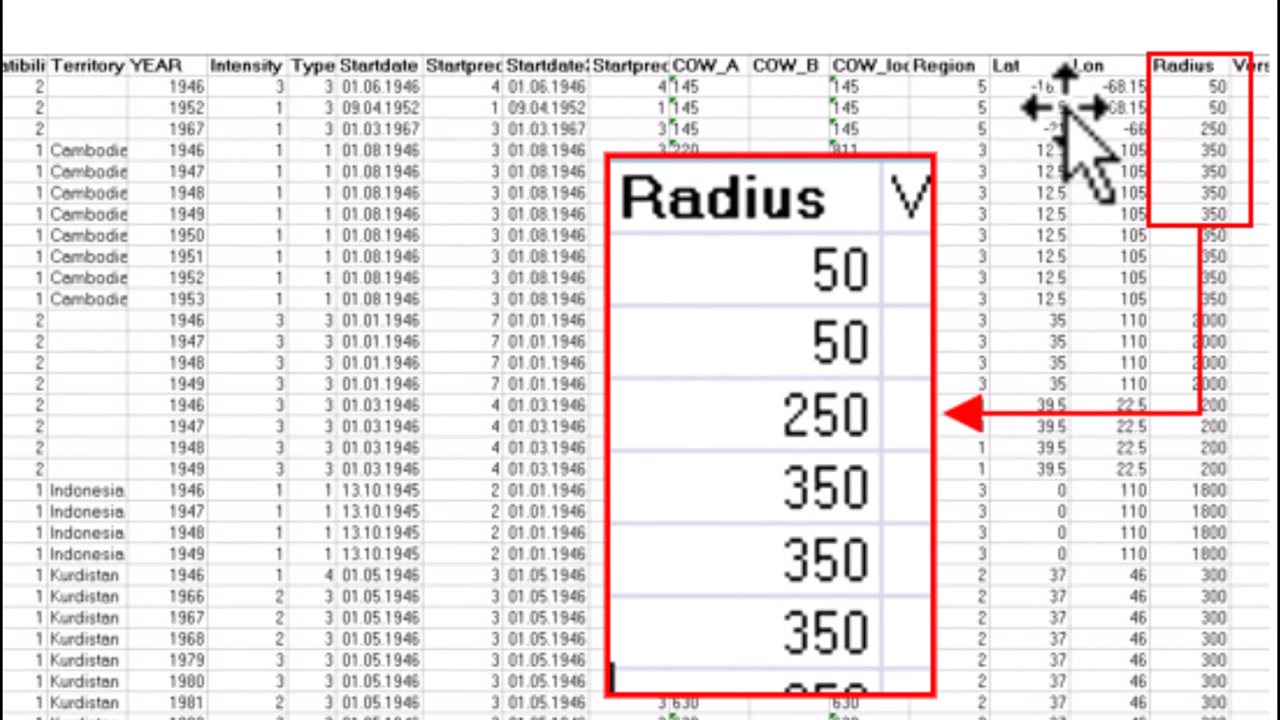 atibili Territory YEAR Intensity Type Startdate Startprec Startdate2 Startprec COW_A COW_B COW_loc Region Lat Lon Radius Vers
2 1946 3 3 01.06.1946 4 01.06.1946 4 145 145 5 -68.15 50
2 1952 1 3 09.04.1952 1 09.04.1952 1 145 145 5 68.15 50
2 1967 1 3 01.03.1967 3 01.03.1967 3 145 145 5 -66 250
1 Cambodie 1946 1 1 01.08.1946 3 01.08.1946 3 220 811 3 105 350
1 Cambodie 1947 1 1 01.08.1946 3 01.08.1946 3 12.5 105 350
1 Cambodie 1948 1 1 01.08.1946 3 01.08.1946 3 12.5 105 350
1 Cambodie 1949 1 1 01.08.1946 3 01.08.1946 3 12.5 105 350
1 Cambodie 1950 1 1 01.08.1946 3 01.08.1946 3 12.5 105 350
1 Cambodie 1951 1 1 01.08.1946 3 01.08.1946 3 12.5 105 350
1 Cambodie 1952 1 1 01.08.1946 3 01.08.1946 3 12.5 105 350
1 Cambodie 1953 1 1 01.08.1946 3 01.08.1946 3 12.5 105 350
2 1946 3 3 01.01.1946 7 01.01.1946 3 35 110 2000
2 1947 3 3 01.01.1946 7 01.01.1946 3 35 110 2000
2 1948 3 3 01.01.1946 7 01.01.1946 3 35 110 2000
2 1949 3 3 01.01.1946 7 01.01.1946 3 35 110 2000
2 1946 3 3 01.03.1946 4 01.03.1946 39.5 22.5 200
2 1947 3 3 01.03.1946 4 01.03.1946 39.5 22.5 200
2 1948 3 3 01.03.1946 4 01.03.1946 1 39.5 22.5 200
2 1949 3 3 01.03.1946 4 01.03.1946 1 39.5 22.5 200
1 Indonesia 1946 1 1 13.10.1945 2 01.01.1946 3 0 110 1800
1 Indonesia 1947 1 1 13.10.1945 2 01.01.1946 3 0 110 1800
1 Indonesia 1948 1 1 13.10.1945 2 01.01.1946 3 0 110 1800
1 Indonesia 1949 1 1 13.10.1945 2 01.01.1946 3 0 110 1800
1 Kurdistan 1946 1 4 01.05.1946 3 01.05.1946 2 37 46 300
1 Kurdistan 1966 2 3 01.05.1946 3 01.05.1946 2 37 46 300
1 Kurdistan 1967 2 3 01.05.1946 3 01.05.1946 2 37 46 300
1 Kurdistan 1968 2 3 01.05.1946 3 01.05.1946 2 37 46 300
1 Kurdistan 1979 3 3 01.05.1946 3 01.05.1946 2 37 46 300
1 Kurdistan 1980 3 3 01.05.1946 3 01.05.1946 2 37 46 300
1 Kurdistan 1981 2 3 01.05.1946 3 01.05.1946 3 630 630 2 37 46 300
Radius V
50
50
250
350
350
350